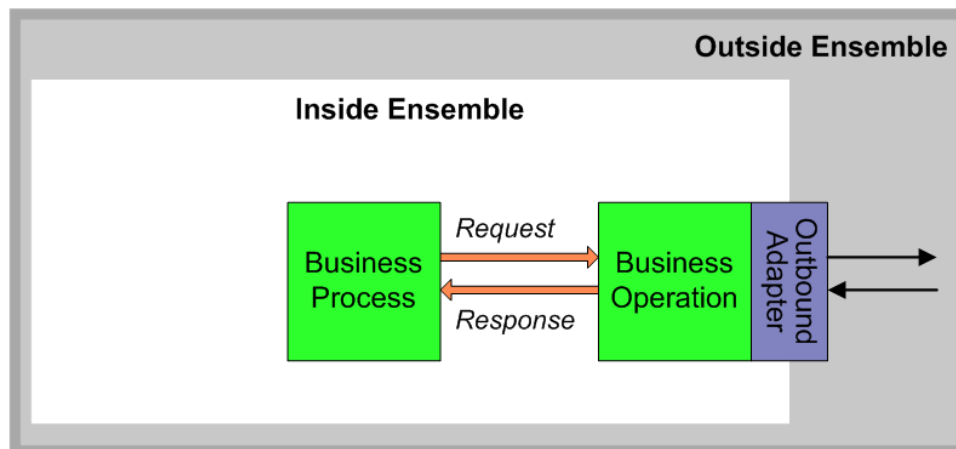 Outside Ensemble
Inside Ensemble
Business
Process
Request
Response
Business
Operation
Outbound
Adapter